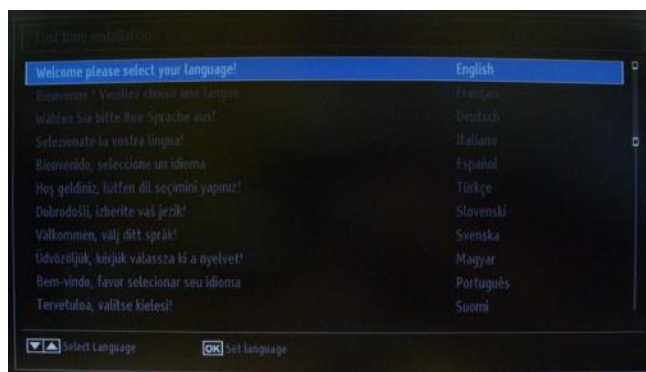 First time installation
Welcome please select your language! English
Bienvenue ! Veuillez choisir une langue. Français
Wählen Sie bitte Ihre Sprache aus! Deutsch
Selezionate la vostra lingua! Italiano
Bienvenido, seleccione un idioma Español
Hoş geldiniz, lütfen dil seçimini yapınız! Türkçe
Dobrodošli, izberite vaš jezik! Slovenski
Välkommen, välj ditt språk! Svenska
Üdvözöljük, kérjük válassza ki a nyelvet! Magyar
Bem-vindo, favor selecionar seu idioma Português
Tervetuloa, valitse kielesi! Suomi
Select Language OK Set language